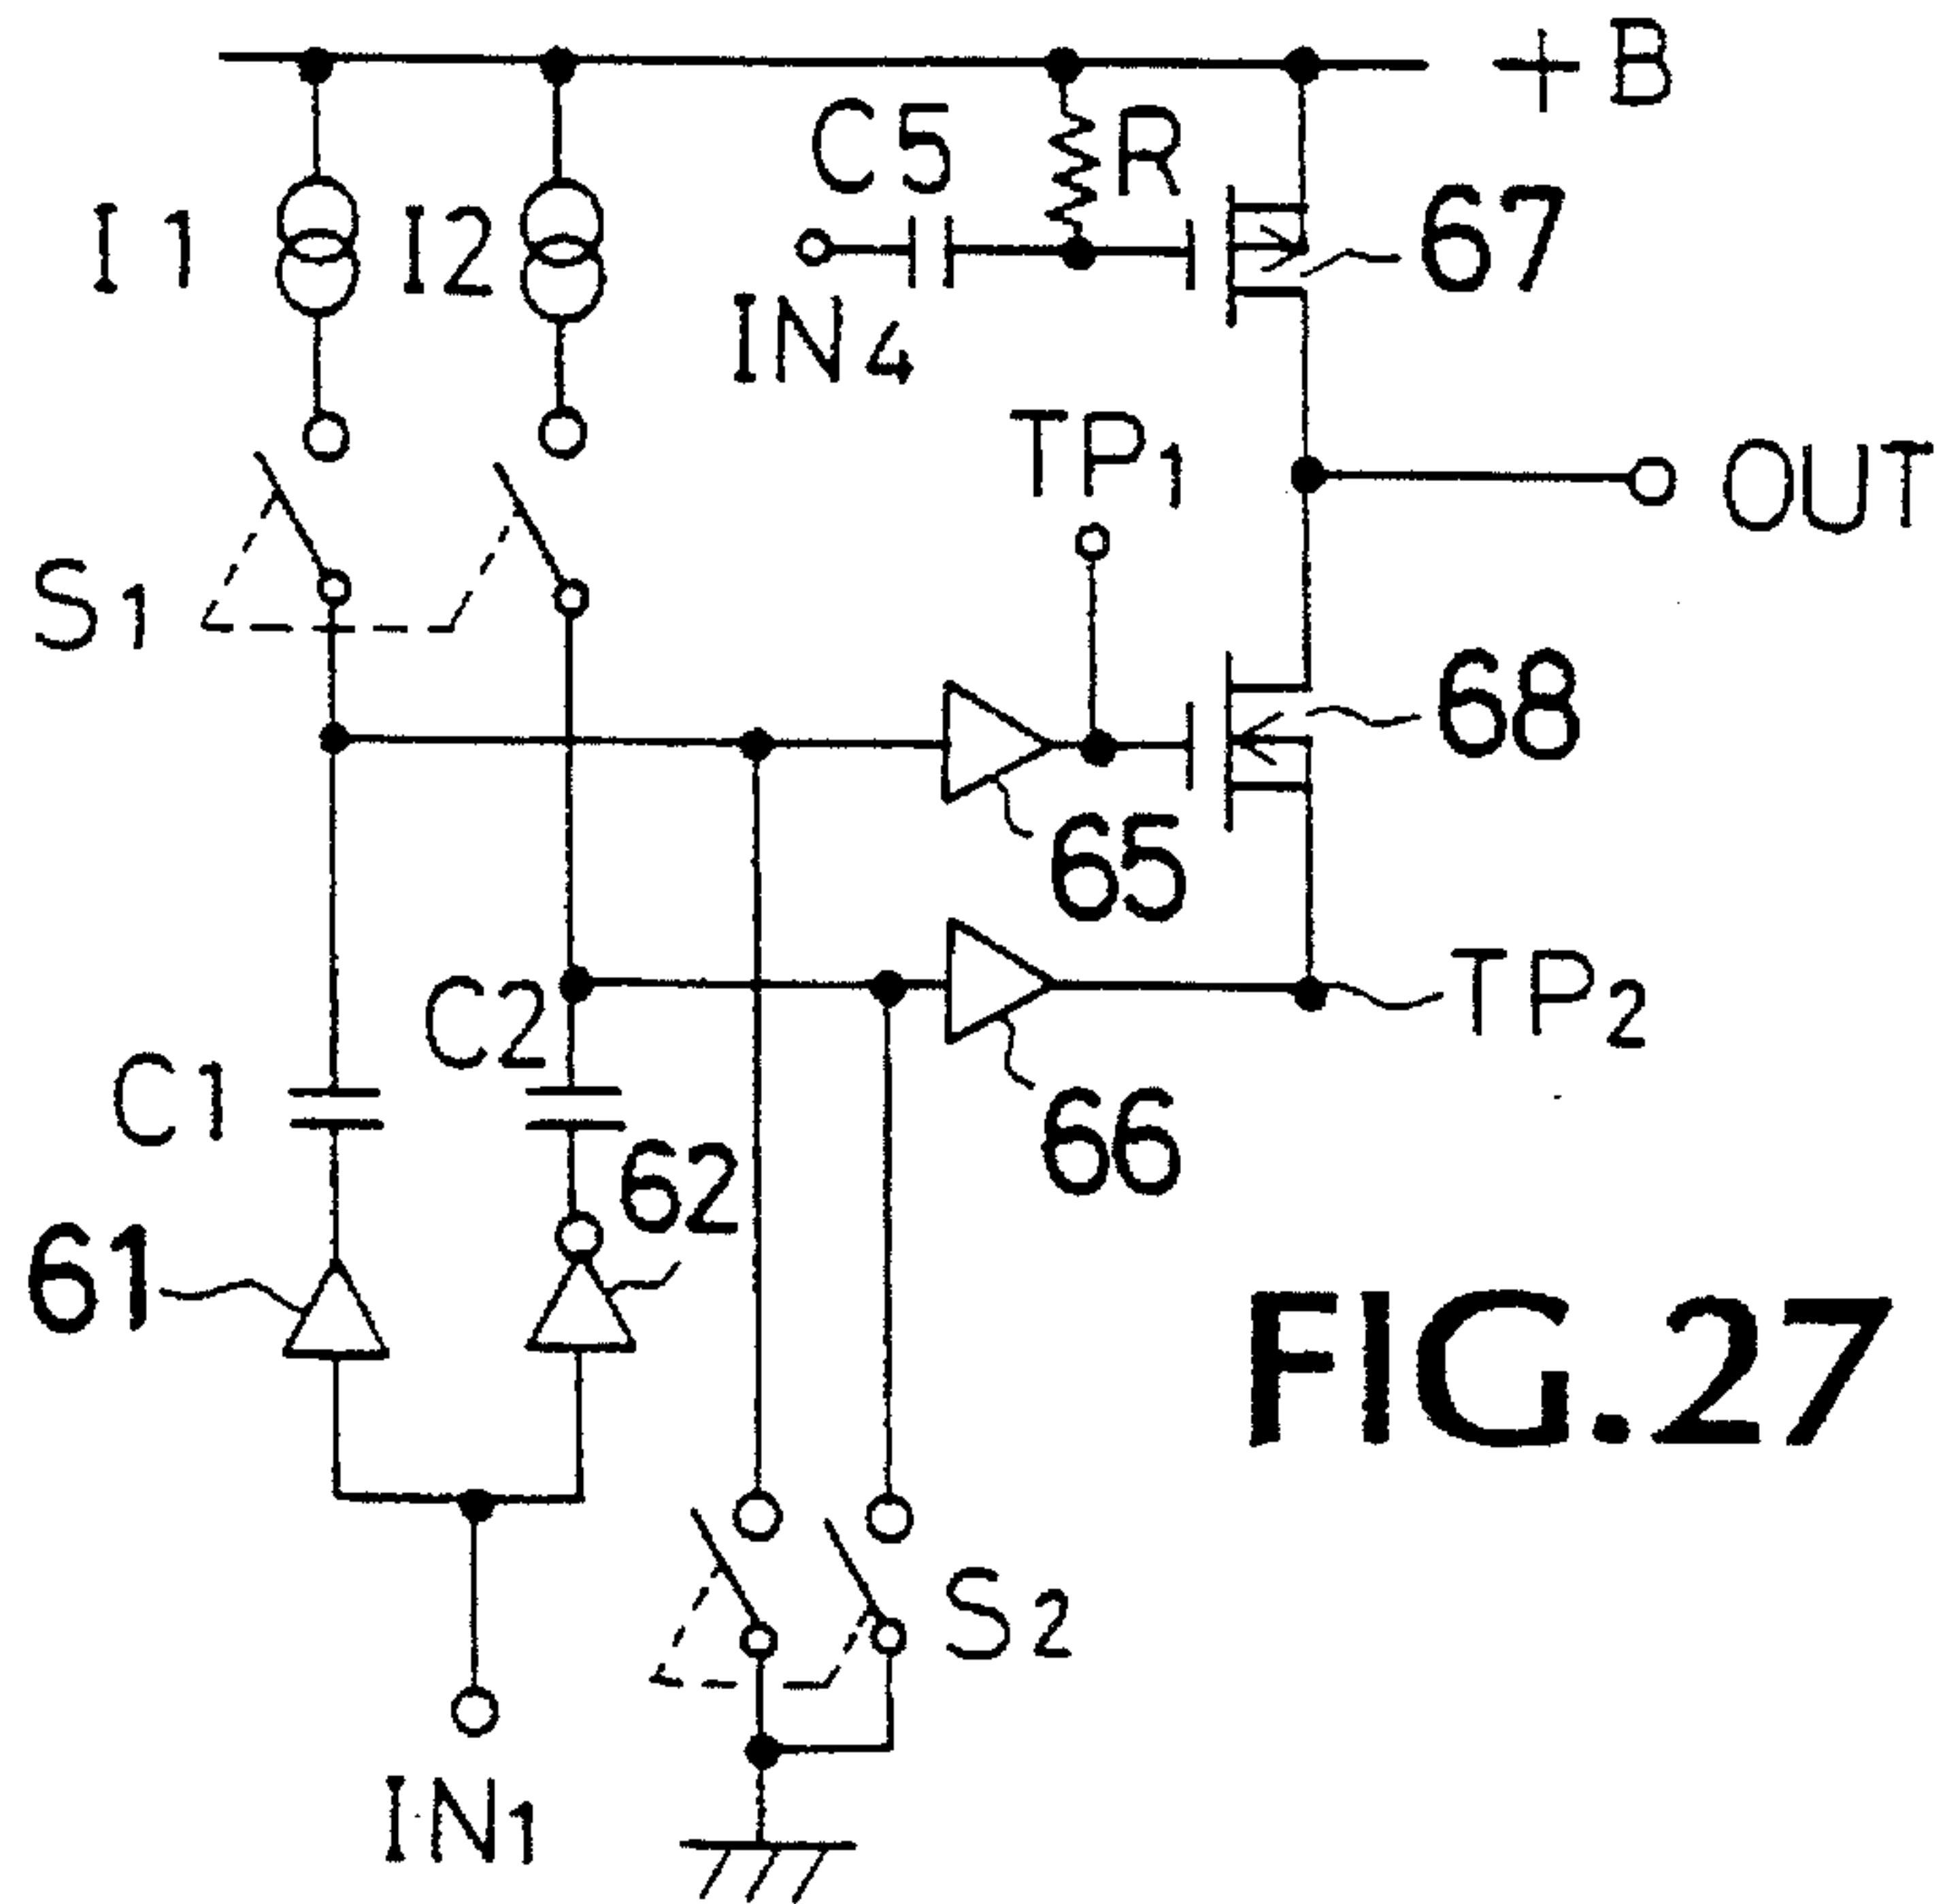 +B
C5
R
I1
I2
67
IN4
TP1
OUT
S1
68
65
C2
TP2
C1
66
62
61
FIG.27
S2
IN1